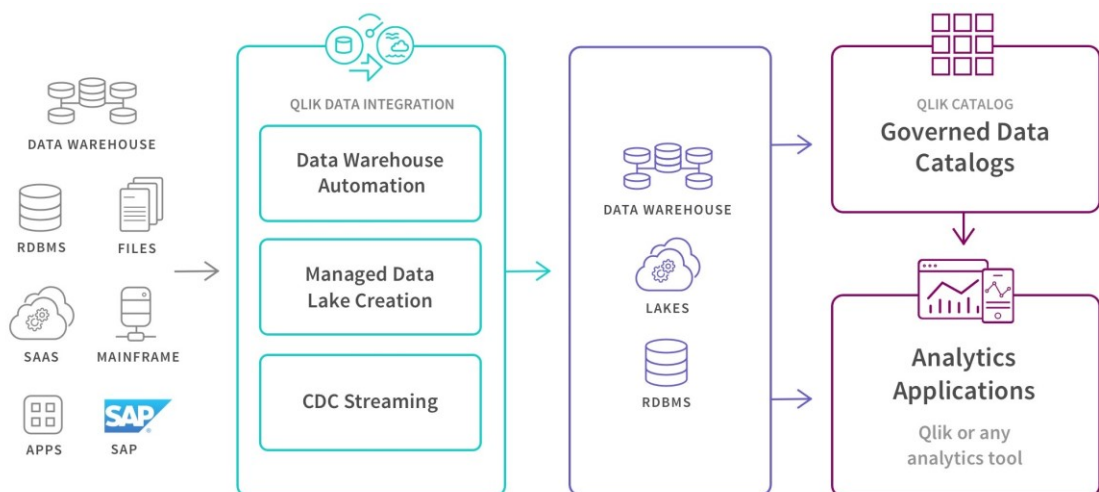 DATA WAREHOUSE
RDBMS
FILES
SAAS
MAINFRAME
APPS
SAP
SAP
QLIK DATA INTEGRATION
Data Warehouse
Automation
Managed Data
Lake Creation
CDC Streaming
DATA WAREHOUSE
LAKES
RDBMS
QLIK CATALOG
Governed Data
Catalogs
Analytics
Applications
Qlik or any
analytics tool